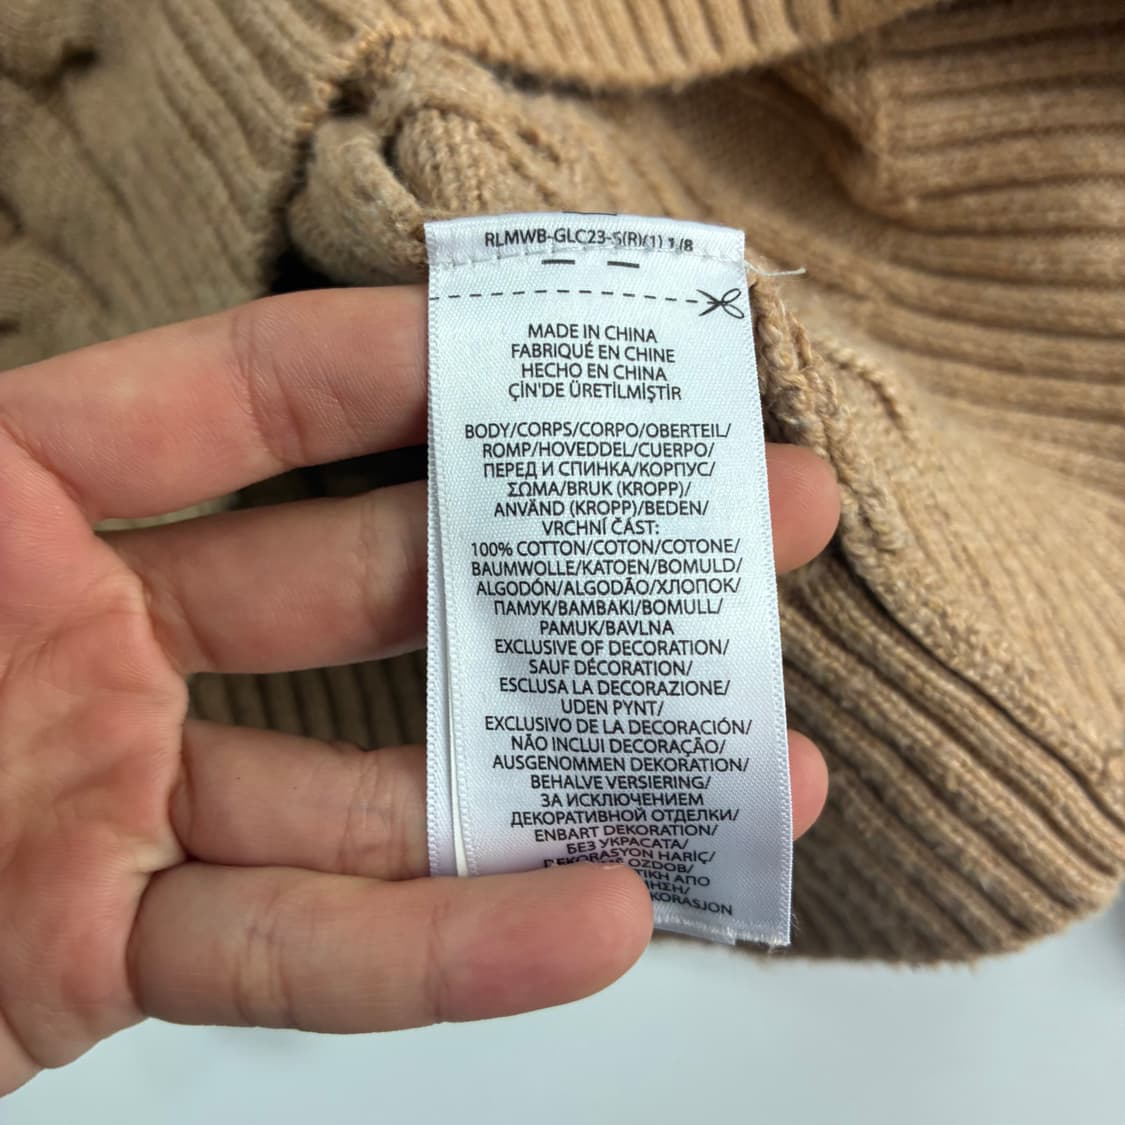 RLMWB-GLC23-S(R)(1) 1/8
MADE IN CHINA
FABRIQUÉ EN CHINE
HECHO EN CHINA
ÇİN'DE ÜRETİLMİŞTİR
BODY/CORPS/CORPO/OBERTEIL/
ROMP/HOVEDDEL/CUERPO/
ПЕРЕД И СПИНКА/КОРПУС/
ΣΩΜΑ/BRUK (KROPP)/
ANVÄND (KROPP)/BEDEN/
VRCHNÍ ČÁST:
100% COTTON/COTON/COTONE/
BAUMWOLLE/KATOEN/BOMULD/
ALGODÓN/ALGODÃO/ХЛОПОК/
ПАМУК/ΒΑΜΒΑΚΙ/BOMULL/
PAMUK/BAVLNA
EXCLUSIVE OF DECORATION/
SAUF DÉCORATION/
ESCLUSA LA DECORAZIONE/
UDEN PYNT/
EXCLUSIVO DE LA DECORACIÓN/
NÃO INCLUI DECORAÇÃO/
AUSGENOMMEN DEKORATION/
BEHALVE VERSIERING/
ЗА ИСКЛЮЧЕНИЕМ
ДЕКОРАТИВНОЙ ОТДЕЛКИ/
ENBART DEKORATION/
БЕЗ УКРАСАТА/
DEKORASYON HARİÇ/
OZDOB/
ΑΠΟ